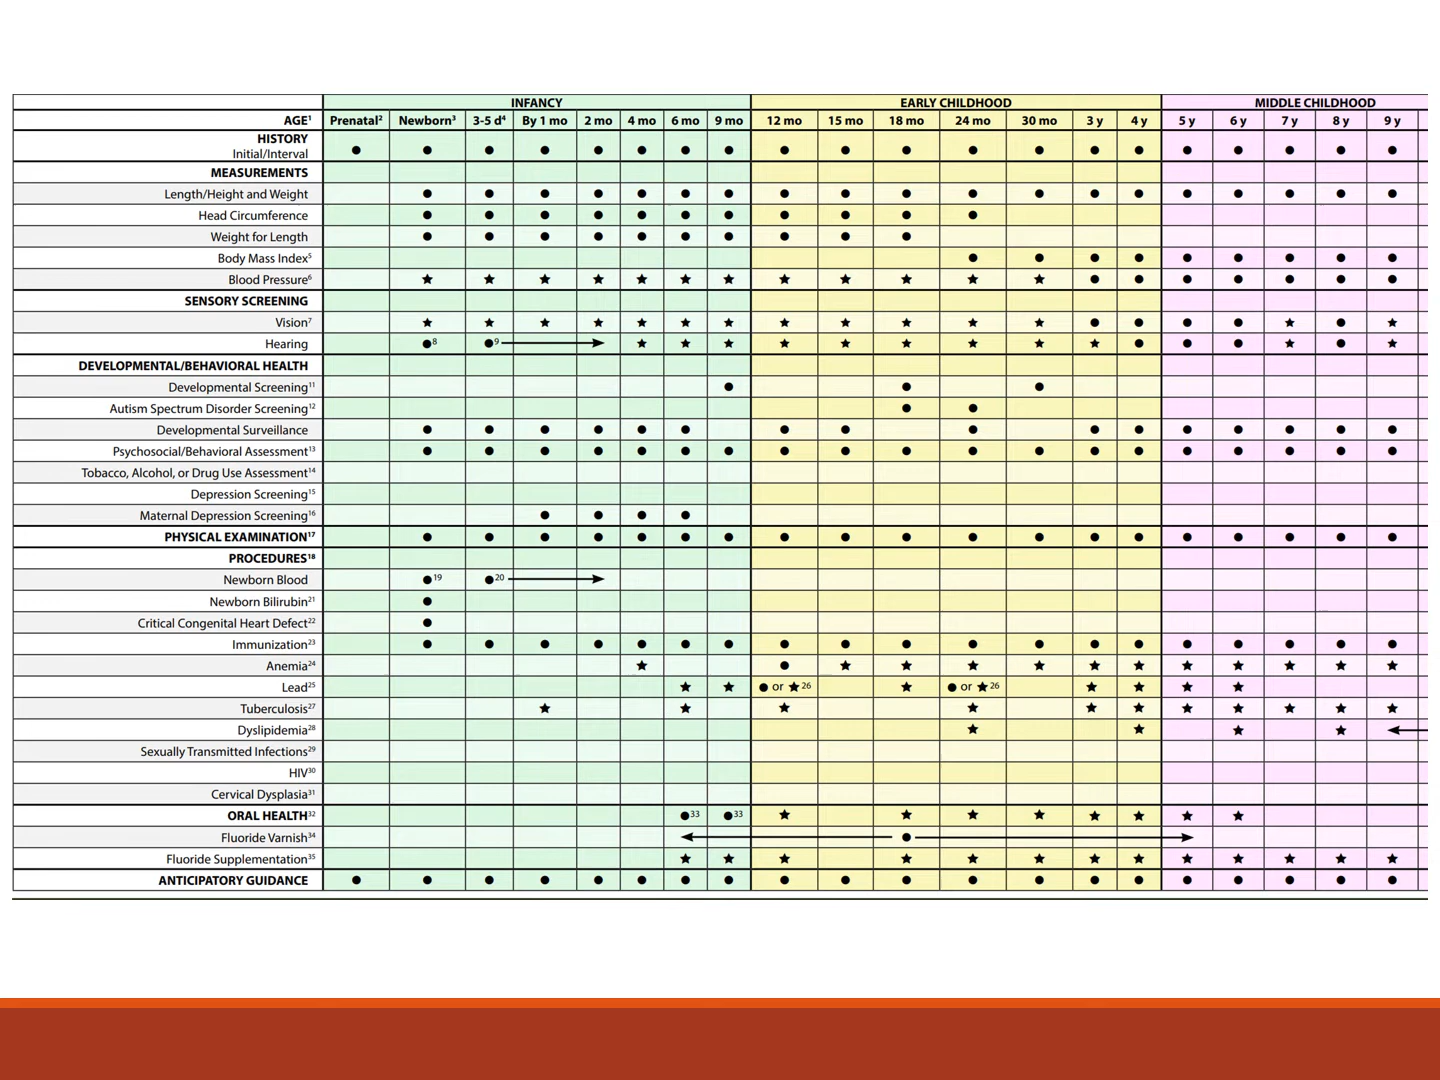 INFANCY EARLY CHILDHOOD MIDDLE CHILDHOOD
AGE¹ Prenatal² Newborn³ 3-5 d⁴ By 1 mo 2 mo 4 mo 6 mo 9 mo 12 mo 15 mo 18 mo 24 mo 30 mo 3 y 4 y 5 y 6 y 7 y 8 y 9 y
HISTORY
Initial/Interval ● ● ● ● ● ● ● ● ● ● ● ● ● ● ● ● ● ● ● ●
MEASUREMENTS
Length/Height and Weight ● ● ● ● ● ● ● ● ● ● ● ● ● ● ● ● ● ● ●
Head Circumference ● ● ● ● ● ● ● ● ● ● ●
Weight for Length ● ● ● ● ● ● ● ● ● ●
Body Mass Index⁵ ● ● ● ● ● ● ● ● ●
Blood Pressure⁶ ★ ★ ★ ★ ★ ★ ★ ★ ★ ★ ★ ★ ● ● ● ● ● ● ●
SENSORY SCREENING
Vision⁷ ★ ★ ★ ★ ★ ★ ★ ★ ★ ★ ★ ★ ● ● ● ● ★ ● ★
Hearing ●⁸ ●⁹ → ★ ★ ★ ★ ★ ★ ★ ★ ★ ● ● ● ★ ● ★
DEVELOPMENTAL/BEHAVIORAL HEALTH
Developmental Screening¹¹ ● ● ●
Autism Spectrum Disorder Screening¹² ● ●
Developmental Surveillance ● ● ● ● ● ● ● ● ● ● ● ● ● ● ● ●
Psychosocial/Behavioral Assessment¹³ ● ● ● ● ● ● ● ● ● ● ● ● ● ● ● ● ● ● ●
Tobacco, Alcohol, or Drug Use Assessment¹⁴
Depression Screening¹⁵
Maternal Depression Screening¹⁶ ● ● ● ●
PHYSICAL EXAMINATION¹⁷ ● ● ● ● ● ● ● ● ● ● ● ● ● ● ● ● ● ● ●
PROCEDURES¹⁸
Newborn Blood ●¹⁹ ●²⁰ →
Newborn Bilirubin²¹ ●
Critical Congenital Heart Defect²² ●
Immunization²³ ● ● ● ● ● ● ● ● ● ● ● ● ● ● ● ● ● ● ●
Anemia²⁴ ★ ● ★ ★ ★ ★ ★ ★ ★ ★ ★ ★ ★
Lead²⁵ ★ ★ ● or ★²⁶ ★ ● or ★²⁶ ★ ★ ★ ★
Tuberculosis²⁷ ★ ★ ★ ★ ★ ★ ★ ★ ★ ★ ★
Dyslipidemia²⁸ ★ ★ ★ ★ ←
Sexually Transmitted Infections²⁹
HIV³⁰
Cervical Dysplasia³¹
ORAL HEALTH³² ●³³ ●³³ ★ ★ ★ ★ ★ ★ ★ ★
Fluoride Varnish³⁴ ← ● →
Fluoride Supplementation³⁵ ★ ★ ★ ★ ★ ★ ★ ★ ★ ★ ★ ★ ★
ANTICIPATORY GUIDANCE ● ● ● ● ● ● ● ● ● ● ● ● ● ● ● ● ● ● ● ●